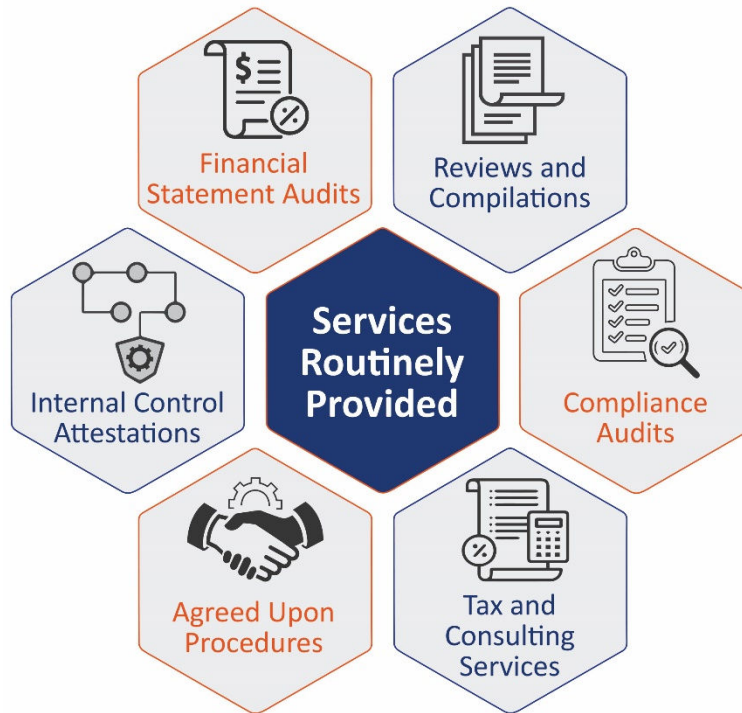 Financial
Statement Audits
Reviews and
Compilations
Internal Control
Attestations
Services
Routinely
Provided
Compliance
Audits
Agreed Upon
Procedures
Tax and
Consulting
Services